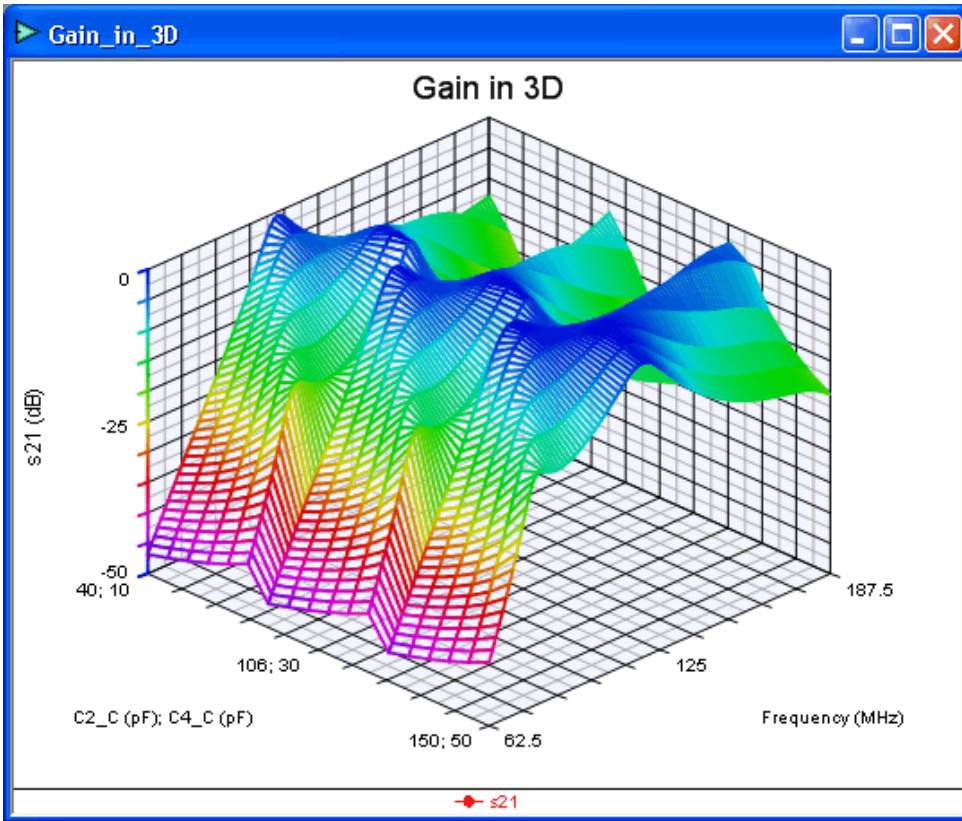 Gain_in_3D
Gain in 3D
0
-25
-50
s21 (dB)
40; 10
106; 30
150; 50
C2_C (pF); C4_C (pF)
62.5
125
187.5
Frequency (MHz)
s21